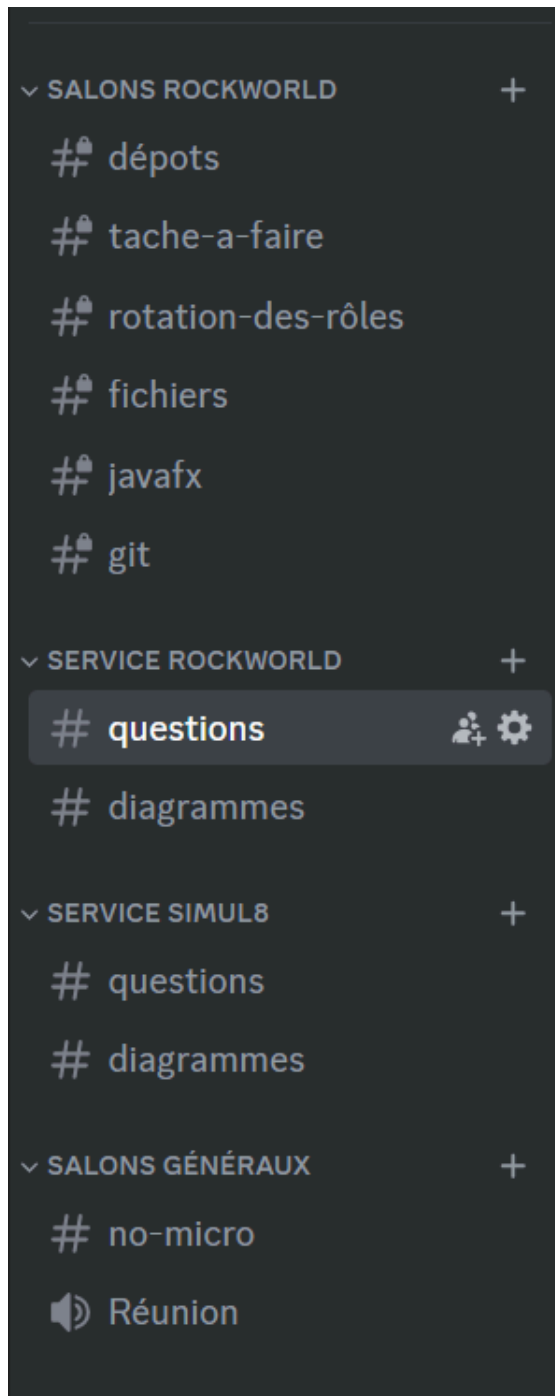 SALONS ROCKWORLD
dépots
tache-a-faire
rotation-des-rôles
fichiers
javafx
git
SERVICE ROCKWORLD
questions
diagrammes
SERVICE SIMUL8
questions
diagrammes
SALONS GÉNÉRAUX
no-micro
Réunion